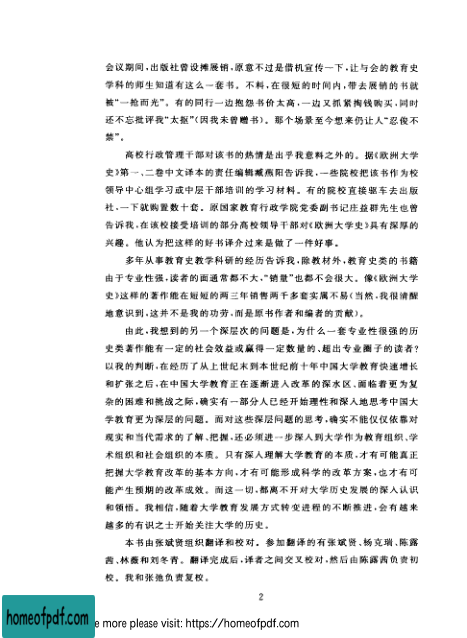 会议期间,出版社曾设摊展销,原意不过是借机宣传一下,让与会的教育史
学科的师生知道有这么一套书。不料,在很短的时间内,带去展销的书就
被“一抢而光”。有的同行一边抱怨书价太高,一边又抓紧掏钱购买,同时
还不忘批评我“太抠”(因我未曾赠书)。那个场景至今想来仍让人“忍俊不
禁”。
高校行政管理干部对该书的热情是出乎我意料之外的。据《欧洲大学
史》第一、二卷中文译本的责任编辑臧燕阳告诉我,一些院校把该书作为校
领导中心组学习或中层干部培训的学习材料。有的院校直接驱车去出版
社,一下就购置数十套。原国家教育行政学院党委副书记庄益群先生也曾
告诉我,在该校接受培训的部分高校领导干部对《欧洲大学史》具有深厚的
兴趣。他认为把这样的好书译介过来是做了一件好事。
多年从事教育史教学科研的经历告诉我,除教材外,教育史类的书籍
由于专业性强,读者的面通常都不大,“销量”也都不会很大。像《欧洲大学
史》这样的著作能在短短的两三年销售两千多套实属不易(当然,我很清醒
地意识到,这并不是我的功劳,而是原书作者和编者的贡献)。
由此,我想到的另一个深层次的问题是,为什么一套专业性很强的历
史类著作能有一定的社会效益或赢得一定数量的、超出专业圈子的读者?
以我的判断,在经历了从上世纪末到本世纪前十年中国大学教育快速增长
和扩张之后,在中国大学教育正在逐渐进入改革的深水区、面临着更为复
杂的困难和挑战之际,确实有一部分人已经开始理性和深入地思考中国大
学教育更为深层的问题。而对这些深层问题的思考,确实不能仅仅依靠对
现实和当代需求的了解、把握,还必须进一步深入到大学作为教育组织、学
术组织和社会组织的本质。只有深入理解大学教育的本质,才有可能真正
把握大学教育改革的基本方向,才有可能形成科学的改革方案,也才有可
能产生预期的改革成效。而这一切,都离不开对大学历史发展的深入认识
和领悟。我相信,随着大学教育发展方式转变进程的不断推进,会有越来
越多的有识之士开始关注大学的历史。
本书由张斌贤组织翻译和校对。参加翻译的有张斌贤、杨克瑞、陈露
茜、林薇和刘冬青。翻译完成后,译者之间交叉校对,然后由陈露茜负责初
校。我和张弛负责复校。
2
homeofpdf.com
e more please visit: https://homeofpdf.com